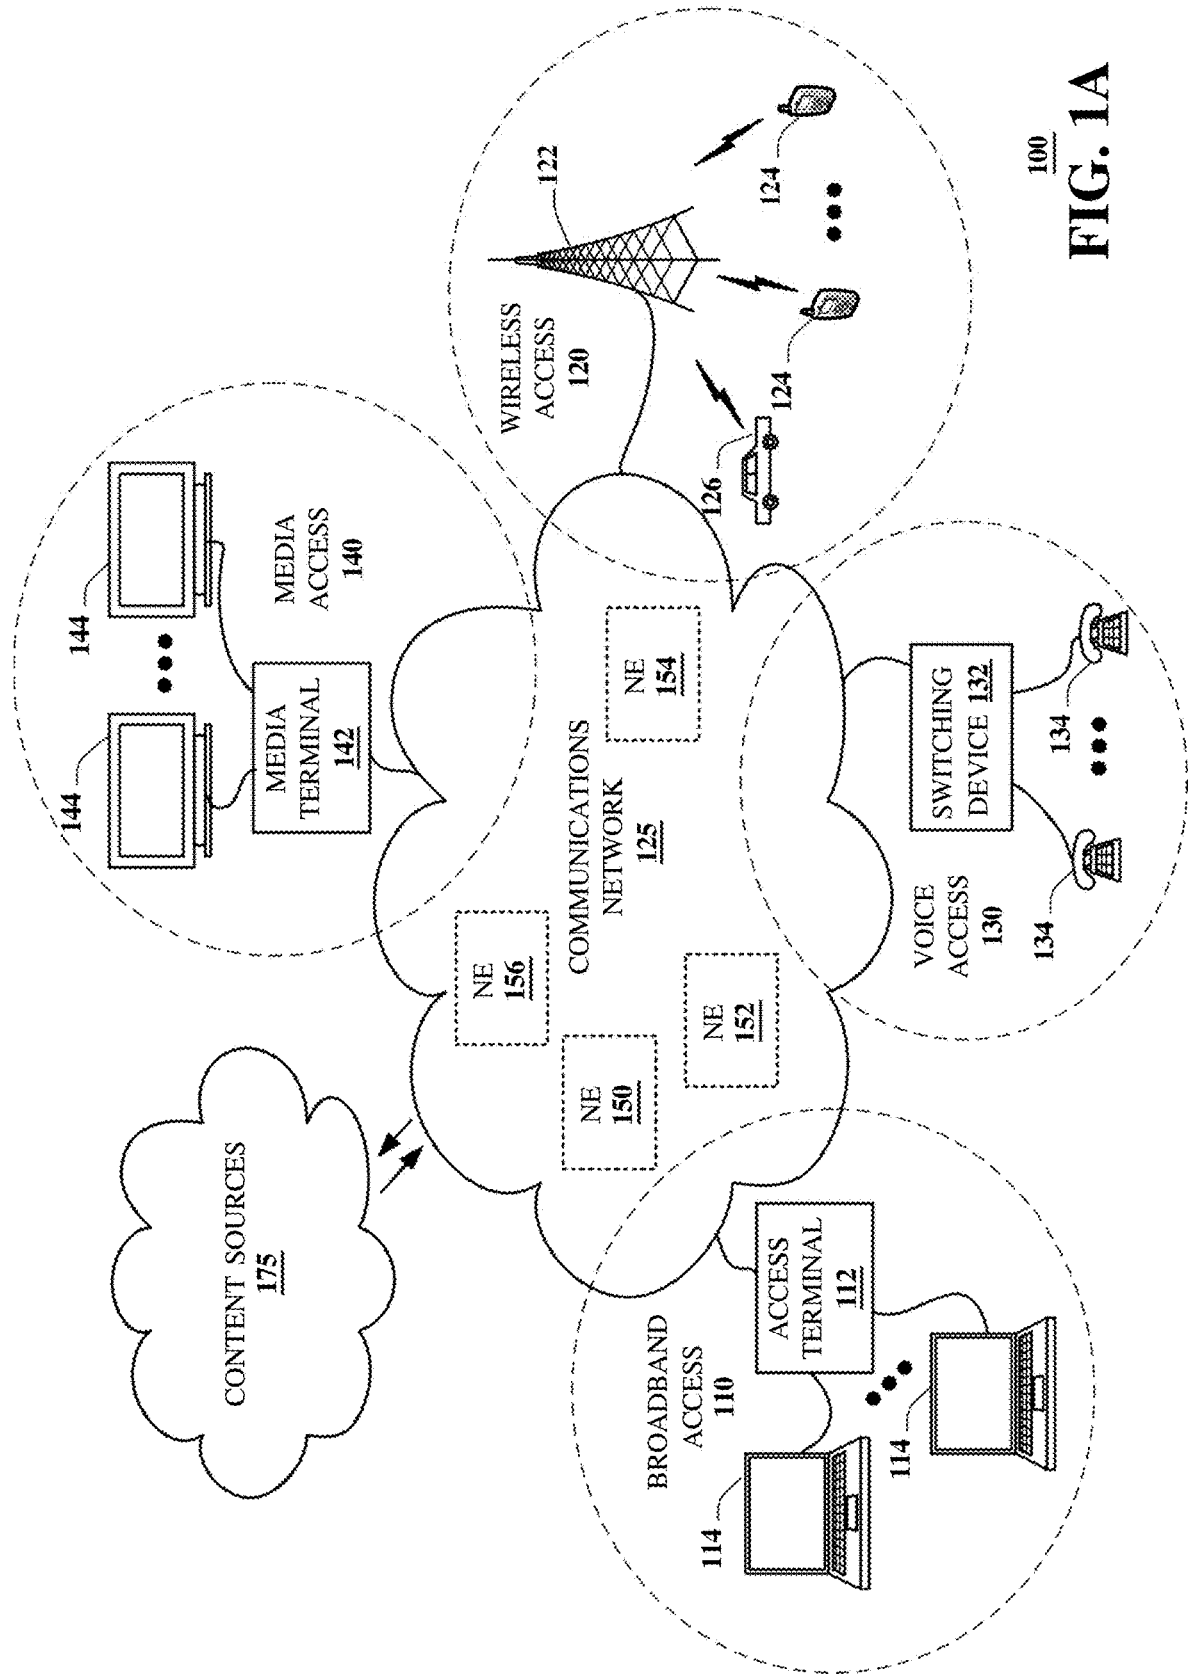 CONTENT SOURCES
175
144
144
MEDIA
TERMINAL
142
MEDIA
ACCESS
140
WIRELESS
ACCESS
120
122
124
124
126
NE
156
NE
150
NE
152
NE
154
COMMUNICATIONS
NETWORK
125
BROADBAND
ACCESS
110
ACCESS
TERMINAL
112
114
114
VOICE
ACCESS
130
SWITCHING
DEVICE 132
134
134
100
FIG. 1A